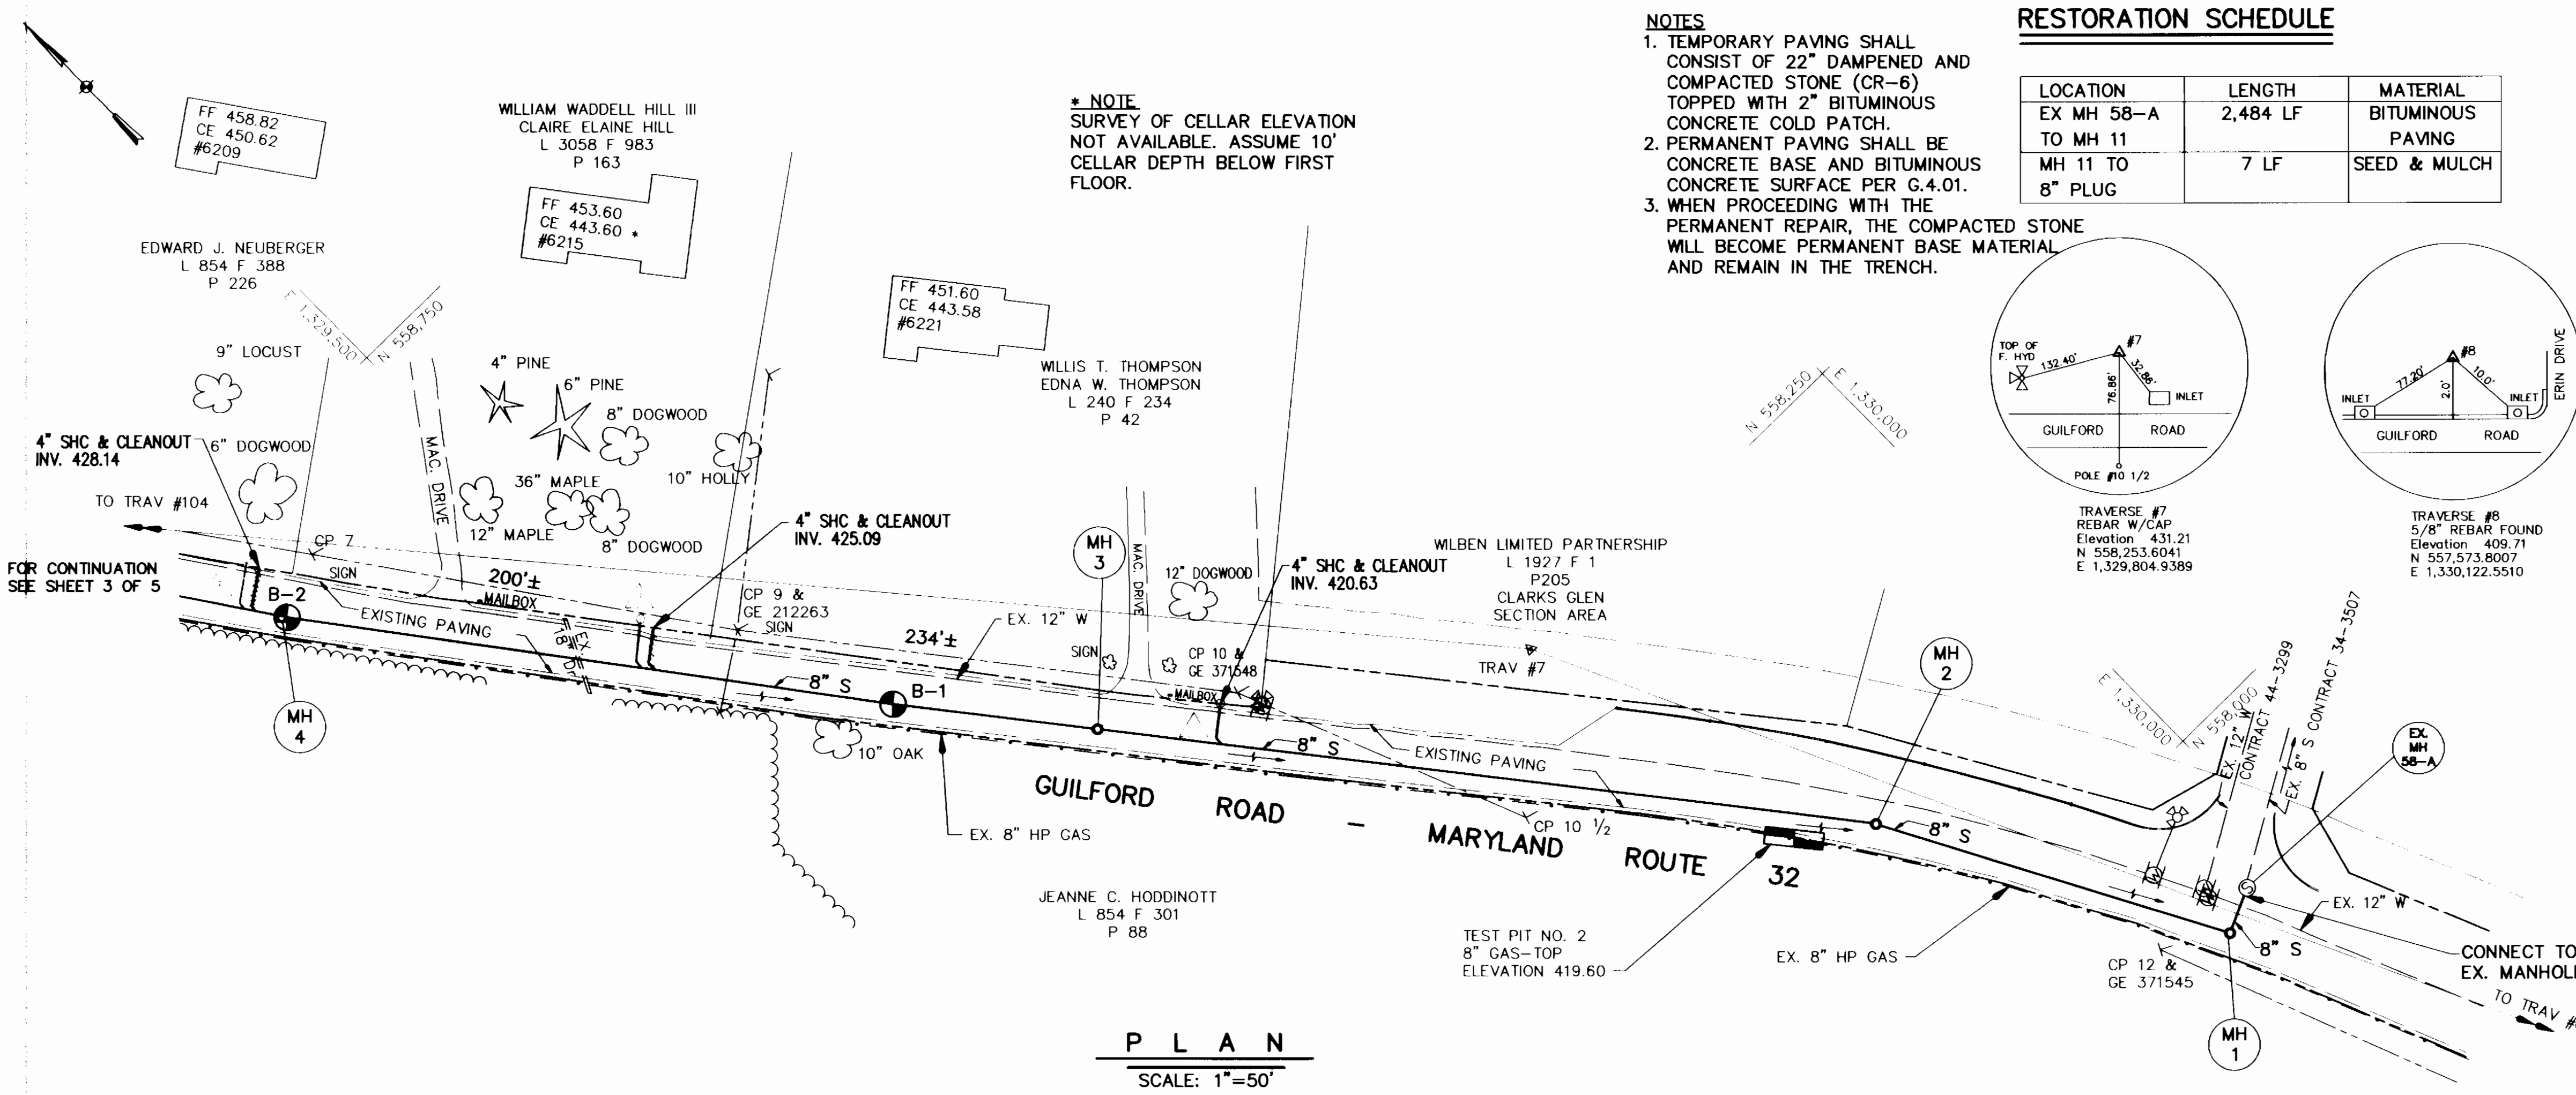 NOTES
1. TEMPORARY PAVING SHALL
CONSIST OF 22" DAMPENED AND
COMPACTED STONE (CR-6)
TOPPED WITH 2" BITUMINOUS
CONCRETE COLD PATCH.
2. PERMANENT PAVING SHALL BE
CONCRETE BASE AND BITUMINOUS
CONCRETE SURFACE PER G.4.01.
3. WHEN PROCEEDING WITH THE
PERMANENT REPAIR, THE COMPACTED STONE
WILL BECOME PERMANENT BASE MATERIAL
AND REMAIN IN THE TRENCH.
RESTORATION SCHEDULE
LOCATION LENGTH MATERIAL
EX MH 58-A 2,484 LF BITUMINOUS
TO MH 11 PAVING
MH 11 TO 7 LF SEED & MULCH
8" PLUG
* NOTE
SURVEY OF CELLAR ELEVATION
NOT AVAILABLE. ASSUME 10'
CELLAR DEPTH BELOW FIRST
FLOOR.
FF 458.82
CE 450.62
#6209
WILLIAM WADDELL HILL III
CLAIRE ELAINE HILL
L 3058 F 983
P 163
FF 453.60
CE 443.60 *
#6215
EDWARD J. NEUBERGER
L 854 F 388
P 226
E 1,329,500
N 558,750
FF 451.60
CE 443.58
#6221
WILLIS T. THOMPSON
EDNA W. THOMPSON
L 240 F 234
P 42
N 558,250
E 1,330,000
TOP OF
F. HYD
132.40'
#7
32.86'
76.86'
INLET
GUILFORD ROAD
POLE #10 1/2
TRAVERSE #7
REBAR W/CAP
Elevation 431.21
N 558,253.6041
E 1,329,804.9389
#8
77.20'
10.0'
2.0'
INLET
INLET
ERIN DRIVE
GUILFORD ROAD
TRAVERSE #8
5/8" REBAR FOUND
Elevation 409.71
N 557,573.8007
E 1,330,122.5510
9" LOCUST
4" PINE
6" PINE
8" DOGWOOD
4" SHC & CLEANOUT
INV. 428.14
6" DOGWOOD
MAC. DRIVE
36" MAPLE
10" HOLLY
12" MAPLE
8" DOGWOOD
TO TRAV #104
CP 7
SIGN
FOR CONTINUATION
SEE SHEET 3 OF 5
B-2
EXISTING PAVING
200'±
MAILBOX
EX.
18" D
MH
4
4" SHC & CLEANOUT
INV. 425.09
CP 9 &
GE 212263
SIGN
234'±
EX. 12" W
8" S
B-1
10" OAK
EX. 8" HP GAS
MH
3
MAC. DRIVE
SIGN
12" DOGWOOD
4" SHC & CLEANOUT
INV. 420.63
CP 10 &
GE 371548
MAILBOX
WILBEN LIMITED PARTNERSHIP
L 1927 F 1
P205
CLARKS GLEN
SECTION AREA
TRAV #7
8" S
EXISTING PAVING
GUILFORD ROAD - MARYLAND ROUTE 32
CP 10 1/2
JEANNE C. HODDINOTT
L 854 F 301
P 88
TEST PIT NO. 2
8" GAS-TOP
ELEVATION 419.60
MH
2
8" S
EX. 8" HP GAS
E 1,330,000
N 558,000
EX. 12" W
CONTRACT 44-3299
EX. 8" S CONTRACT 34-3507
EX.
MH
58-A
W
W
S
EX. 12" W
8" S
CONNECT TO
CP 12 &
GE 371545
MH
1
TO TRAV #
PLAN
SCALE: 1"=50'